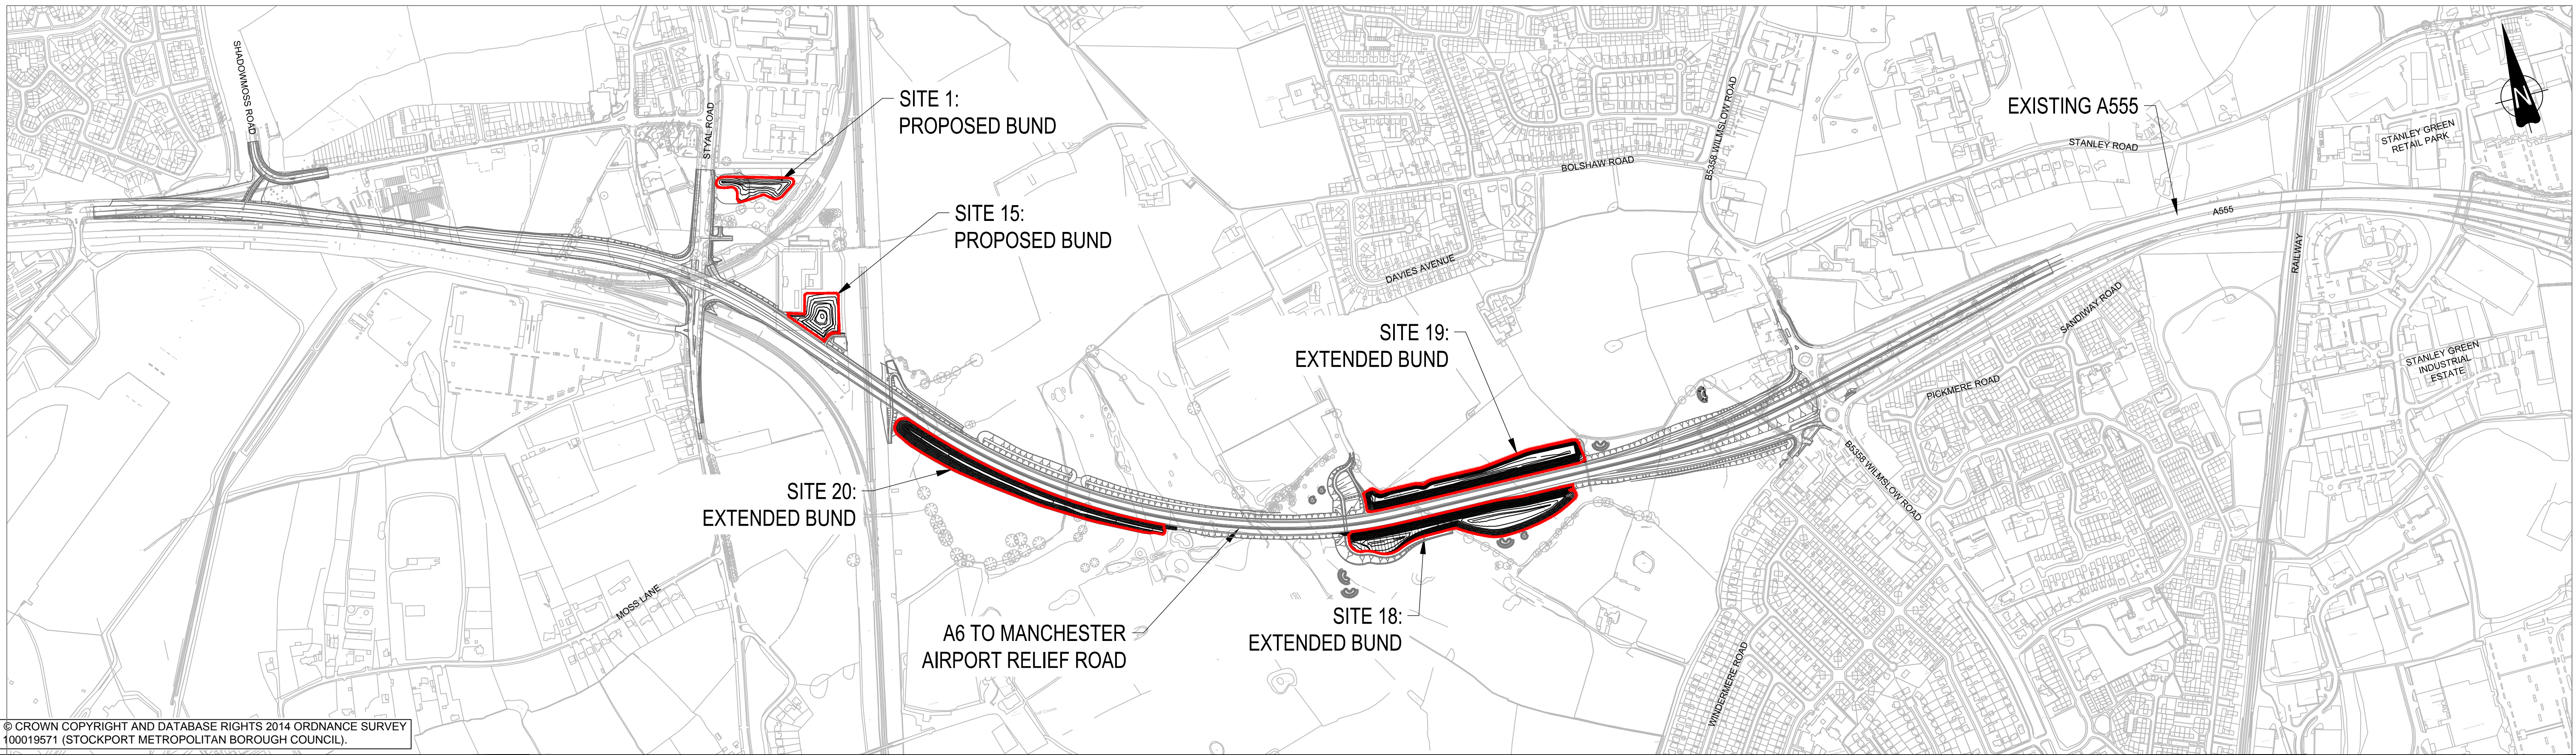 SHADOWMOSS ROAD
STYAL ROAD
SITE 1:
PROPOSED BUND
SITE 15:
PROPOSED BUND
BOLSHAW ROAD
B5358 WILMSLOW ROAD
EXISTING A555
STANLEY ROAD
STANLEY GREEN
RETAIL PARK
N
A555
RAILWAY
DAVIES AVENUE
SITE 19:
EXTENDED BUND
SANDIWAY ROAD
PICKMERE ROAD
STANLEY GREEN
INDUSTRIAL
ESTATE
B5358 WILMSLOW ROAD
SITE 20:
EXTENDED BUND
MOSS LANE
A6 TO MANCHESTER
AIRPORT RELIEF ROAD
SITE 18:
EXTENDED BUND
WINDERMERE ROAD
© CROWN COPYRIGHT AND DATABASE RIGHTS 2014 ORDNANCE SURVEY
100019571 (STOCKPORT METROPOLITAN BOROUGH COUNCIL).